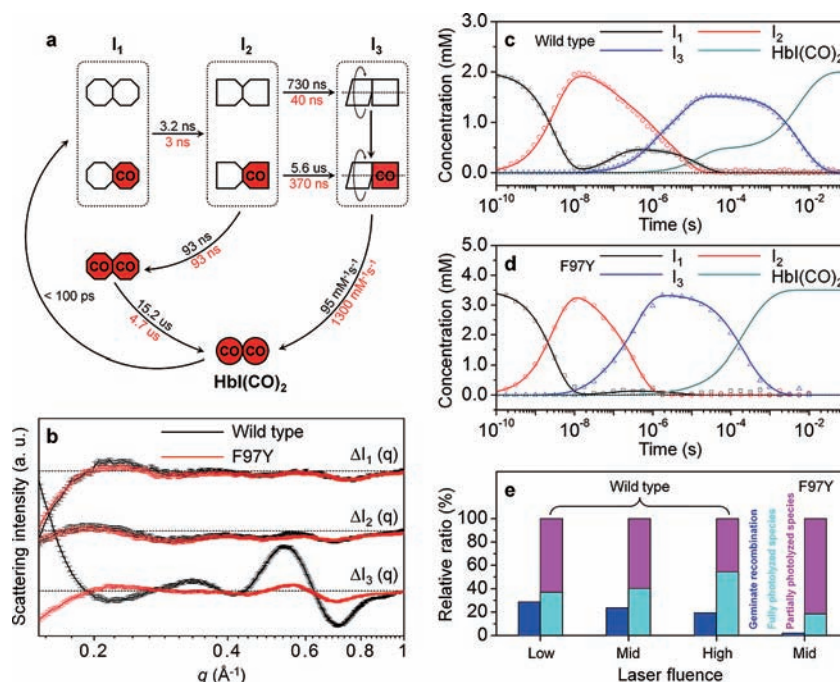 a
I1
I2
I3
730 ns
40 ns
3.2 ns
3 ns
CO
CO
CO
5.6 us
370 ns
93 ns
93 ns
CO CO
< 100 ps
15.2 us
4.7 us
95 mM-1s-1
1300 mM-1s-1
CO CO
HbI(CO)2
b
Scattering intensity (a. u.)
Wild type
F97Y
ΔI1 (q)
ΔI2 (q)
ΔI3 (q)
0.2
0.4
0.6
0.8
1
q (Å-1)
c
Concentration (mM)
3.0
2.0
1.0
0.0
Wild type
I1
I2
I3
HbI(CO)2
10-10
10-8
10-6
10-4
10-2
Time (s)
d
Concentration (mM)
5.0
4.0
3.0
2.0
1.0
0.0
F97Y
I1
I2
I3
HbI(CO)2
10-10
10-8
10-6
10-4
10-2
Time (s)
e
Relative ratio (%)
100
80
60
40
20
0
Wild type
F97Y
Geminate recombination
Fully photolyzed species
Partially photolyzed species
Low
Mid
High
Mid
Laser fluence